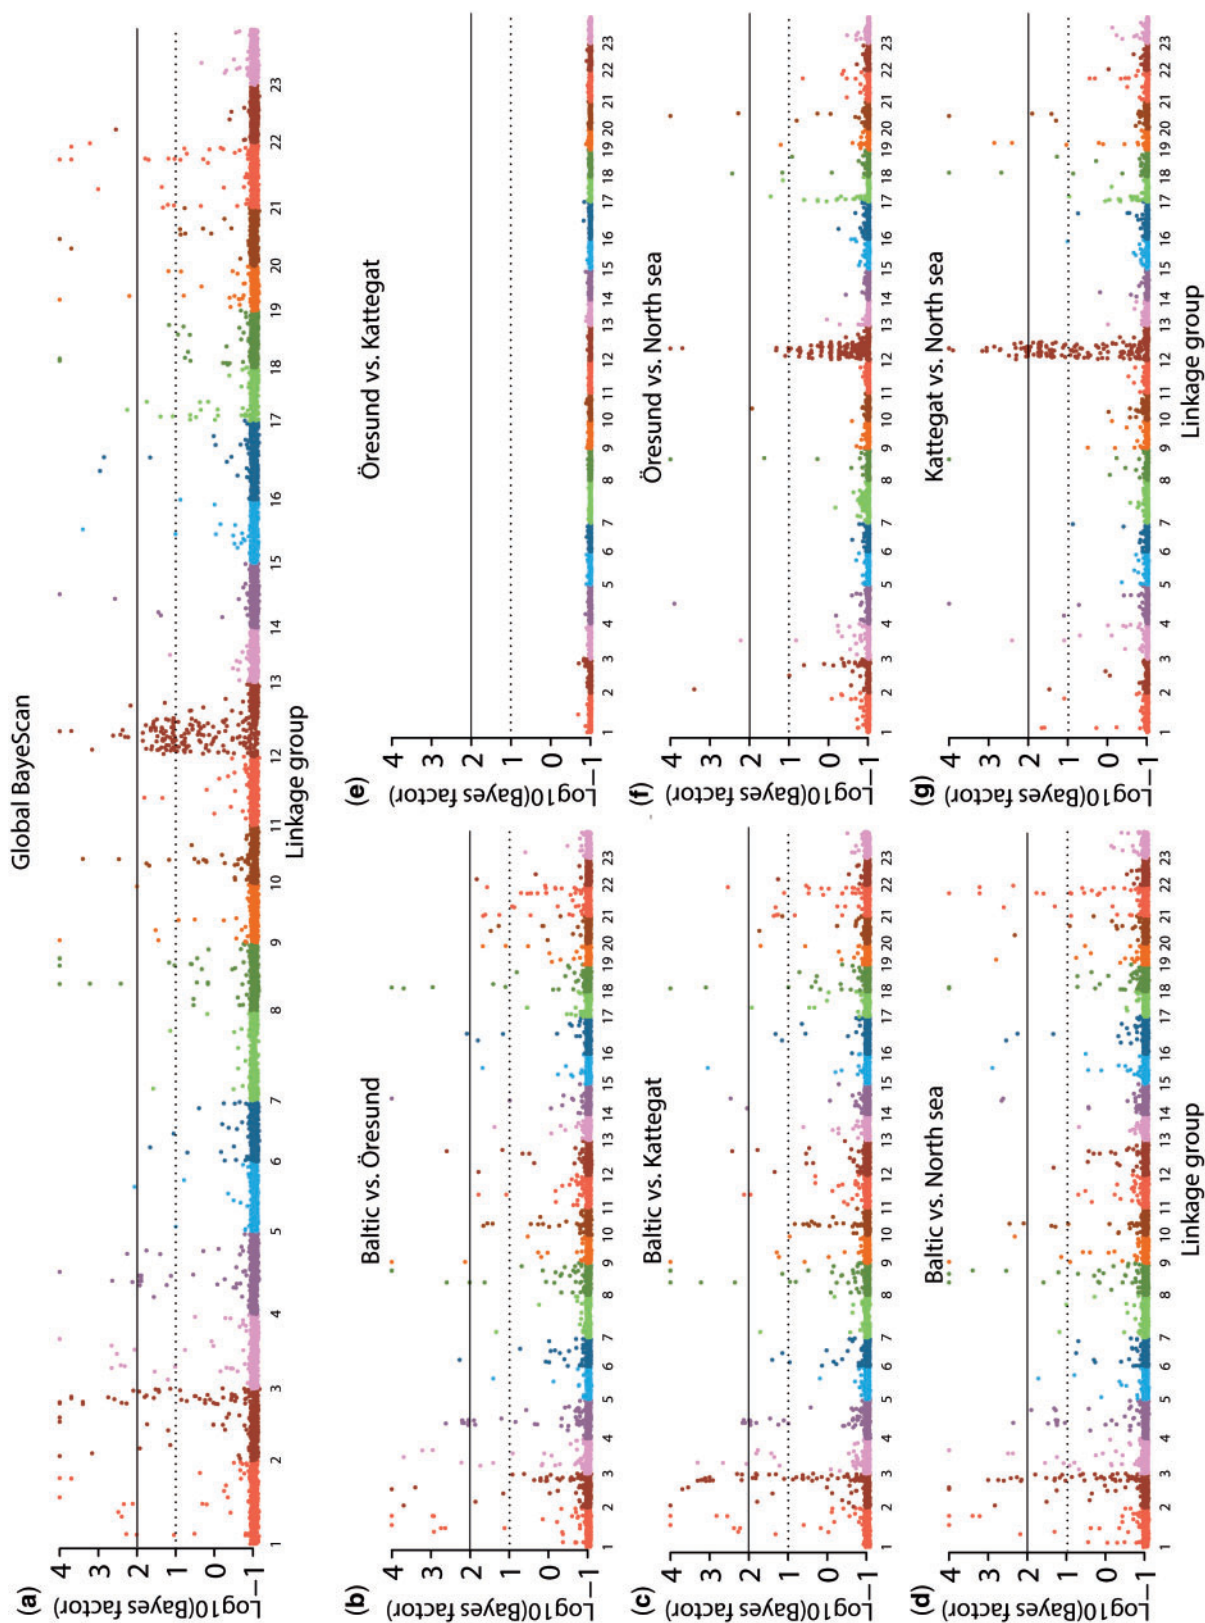 Global BayeScan
(a)
Log10(Bayes factor)
4
3
2
1
0
−1
1 2 3 4 5 6 7 8 9 10 11 12 13 14 15 16 17 18 19 20 21 22 23
Linkage group
(b)
Baltic vs. Öresund
Log10(Bayes factor)
4
3
2
1
0
−1
1 2 3 4 5 6 7 8 9 10 11 12 13 14 15 16 17 18 19 20 21 22 23
(c)
Baltic vs. Kattegat
Log10(Bayes factor)
4
3
2
1
0
−1
1 2 3 4 5 6 7 8 9 10 11 12 13 14 15 16 17 18 19 20 21 22 23
(d)
Baltic vs. North sea
Log10(Bayes factor)
4
3
2
1
0
−1
1 2 3 4 5 6 7 8 9 10 11 12 13 14 15 16 17 18 19 20 21 22 23
Linkage group
(e)
Öresund vs. Kattegat
Log10(Bayes factor)
4
3
2
1
0
−1
1 2 3 4 5 6 7 8 9 10 11 12 13 14 15 16 17 18 19 20 21 22 23
(f)
Öresund vs. North sea
Log10(Bayes factor)
4
3
2
1
0
−1
1 2 3 4 5 6 7 8 9 10 11 12 13 14 15 16 17 18 19 20 21 22 23
(g)
Kattegat vs. North sea
Log10(Bayes factor)
4
3
2
1
0
−1
1 2 3 4 5 6 7 8 9 10 11 12 13 14 15 16 17 18 19 20 21 22 23
Linkage group